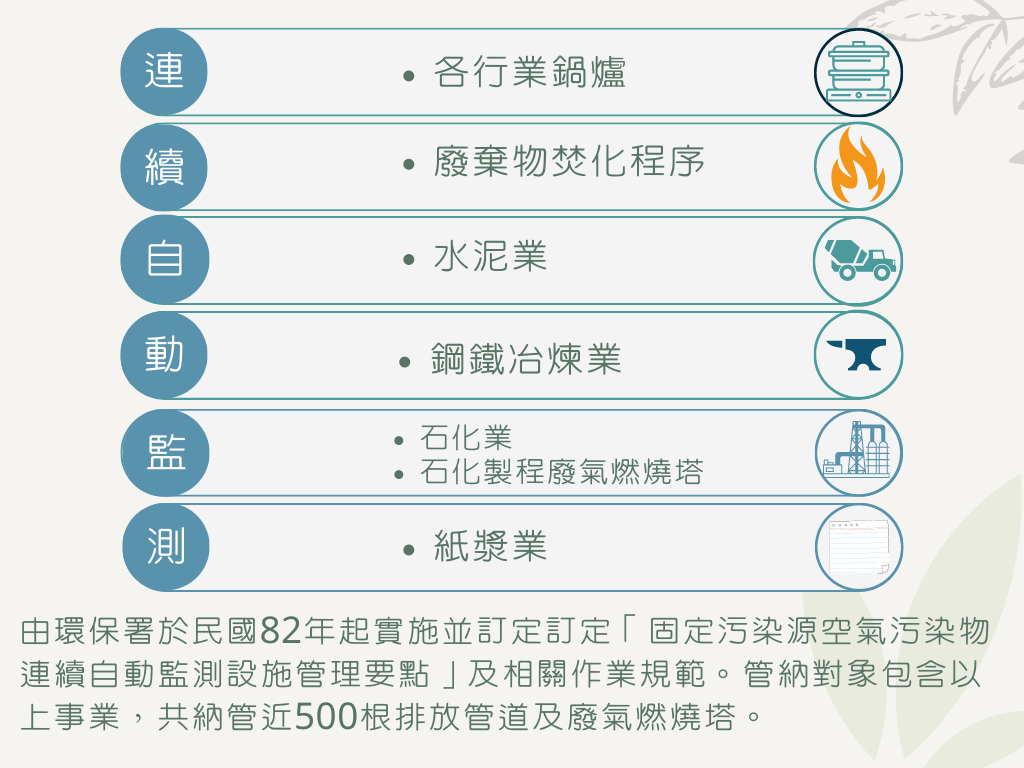 連
• 各行業鍋爐
續
• 廢棄物焚化程序
自
• 水泥業
動
• 鋼鐵冶煉業
監
• 石化業
• 石化製程廢氣燃燒塔
測
• 紙漿業
由環保署於民國82年起實施並訂定訂定「 固定污染源空氣污染物
連續自動監測設施管理要點 」及相關作業規範。管納對象包含以
上事業，共納管近500根排放管道及廢氣燃燒塔。